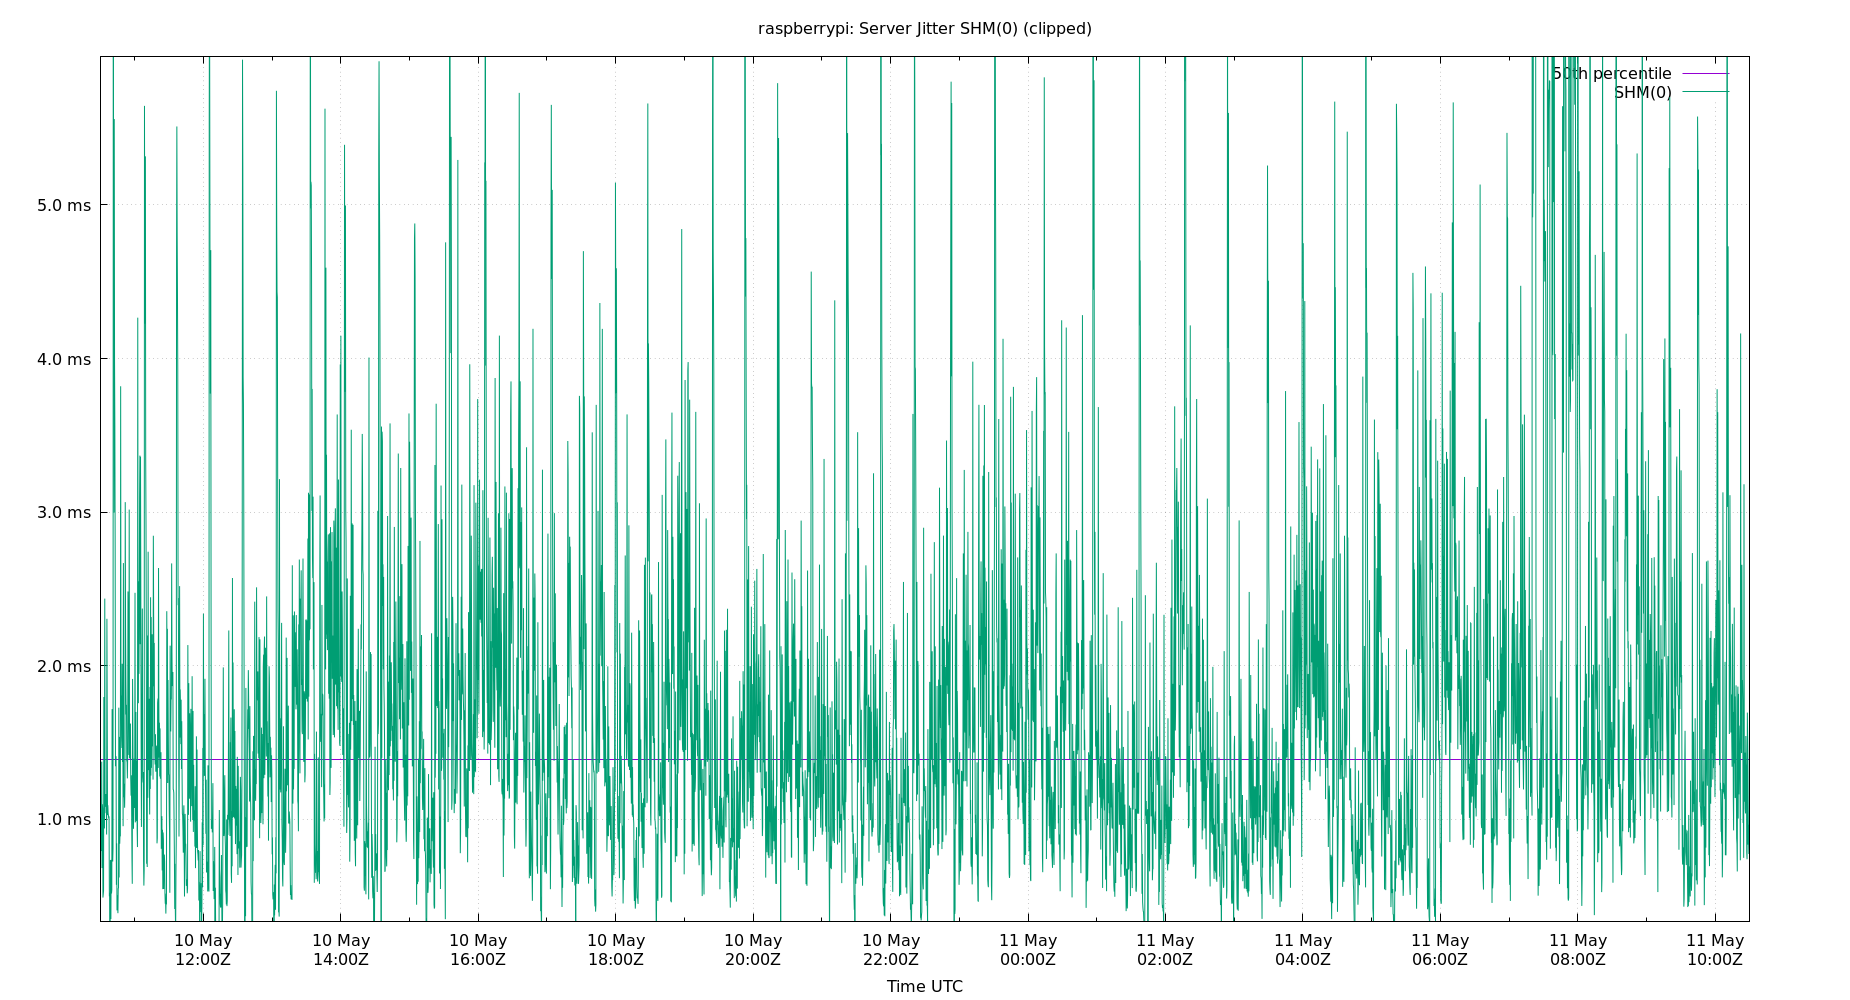 raspberrypi: Server Jitter SHM(0) (clipped)
50th percentile
SHM(0)
5.0 ms
4.0 ms
3.0 ms
2.0 ms
1.0 ms
10 May 10 May 10 May 10 May 10 May 10 May 11 May 11 May 11 May 11 May 11 May 11 May
12:00Z 14:00Z 16:00Z 18:00Z 20:00Z 22:00Z 00:00Z 02:00Z 04:00Z 06:00Z 08:00Z 10:00Z
Time UTC